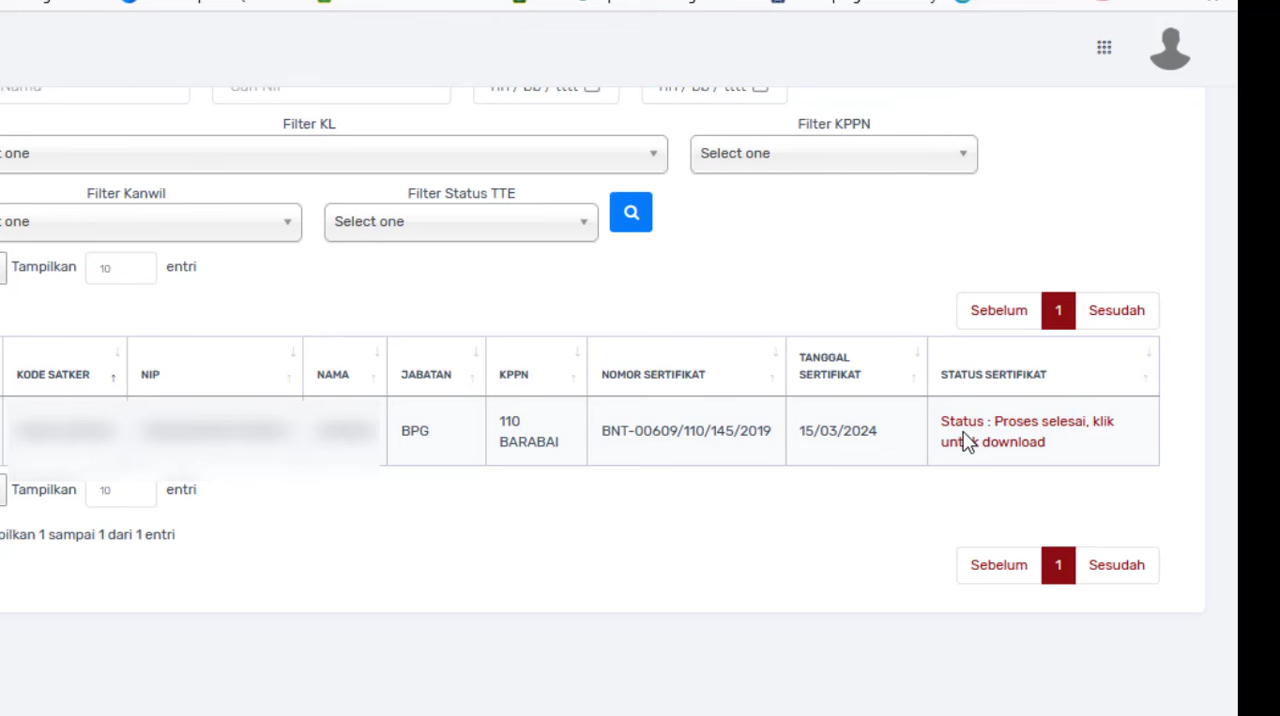 Filter KL
Filter KPPN
one
Select one
Filter Kanwil
Filter Status TTE
one
Select one
Tampilkan 10 entri
Sebelum 1 Sesudah
KODE SATKER
NIP
NAMA
JABATAN
KPPN
NOMOR SERTIFIKAT
TANGGAL
SERTIFIKAT
STATUS SERTIFIKAT
BPG
110
BARABAI
BNT-00609/110/145/2019
15/03/2024
Status : Proses selesai, klik
untuk download
Tampilkan 10 entri
pilkan 1 sampai 1 dari 1 entri
Sebelum 1 Sesudah